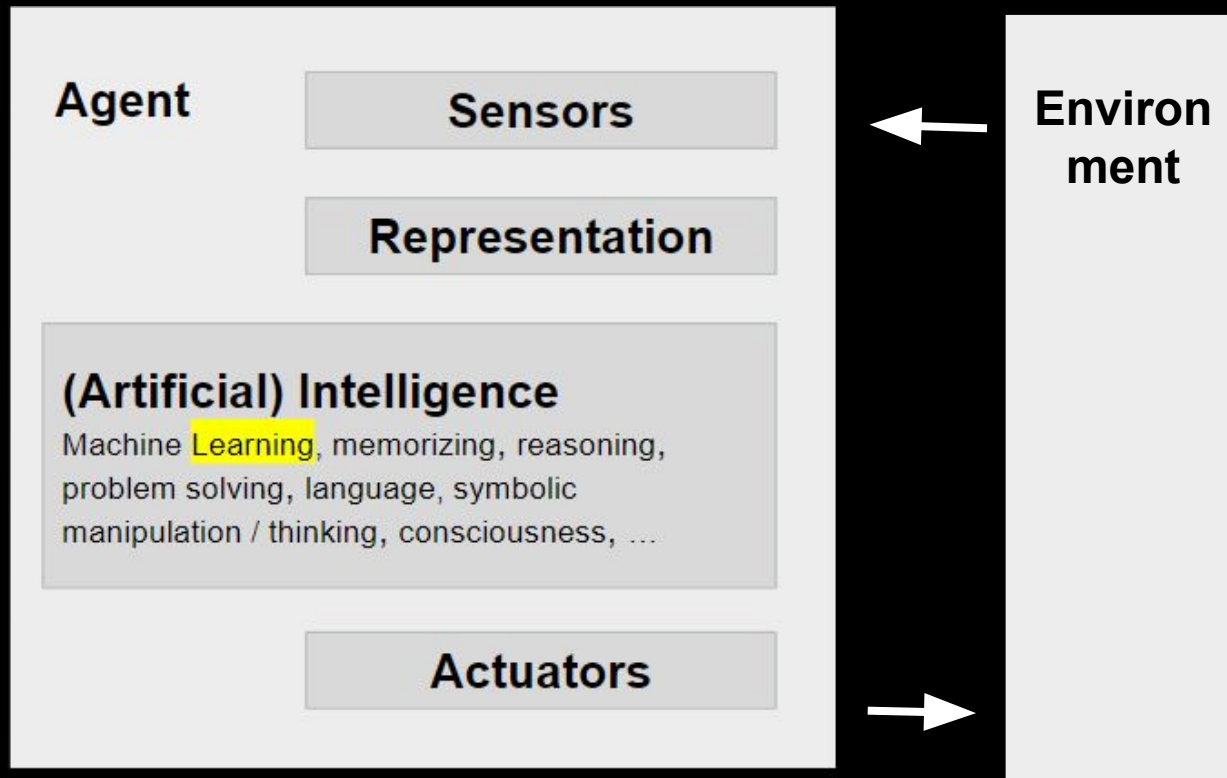 Agent
Sensors
Environ
ment
Representation
(Artificial) Intelligence
Machine Learning, memorizing, reasoning,
problem solving, language, symbolic
manipulation / thinking, consciousness, …
Actuators